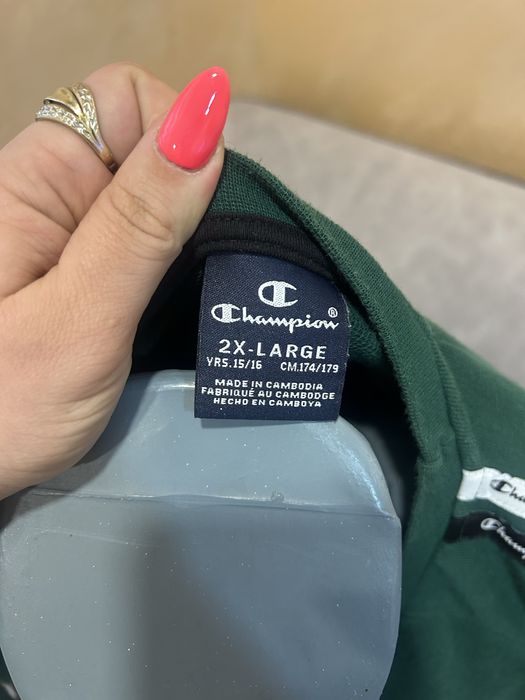 Champion®
2X-LARGE
YRS.15/16 CM.174/179
MADE IN CAMBODIA
FABRIQUÉ AU CAMBODGE
HECHO EN CAMBOYA